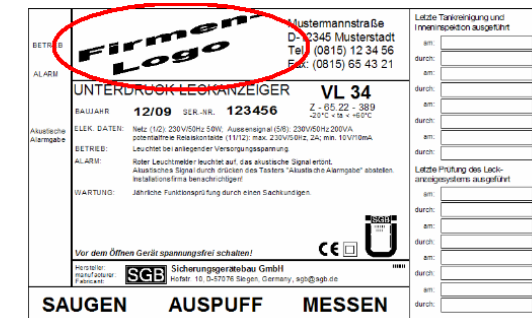 Firmen-
Logo
Mustermannstraße
D-12345 Musterstadt
Tel. (0815) 12 34 56
Fax: (0815) 65 43 21
BETRIEB
ALARM
Akustische
Alarmgabe
UNTERDRUCK-LECKANZEIGER VL 34
BAUJAHR 12/09 SER.-NR. 123456 Z - 65.22 - 389
-20°C < ta < +60°C
ELEK. DATEN: Netz (1/2): 230V/50Hz 50W, Aussensignal (5/6): 230V/50Hz 200VA
potentialfreie Relaiskontakte (11/12): max. 230V/50Hz, 2A; min. 10V/10mA
BETRIEB: Leuchtet bei anliegender Versorgungsspannung.
ALARM: Roter Leuchtmelder leuchtet auf, das akustische Signal ertönt.
Akustisches Signal durch drücken des Tasters "Akustische Alarmgabe" abstellen.
Installationsfirma benachrichtigen!
WARTUNG: Jährliche Funktionsprüfung durch einen Sachkundigen.
SGB
Vor dem Öffnen Gerät spannungsfrei schalten!
CE
Hersteller:
manufacturer:
Fabricant:
SGB
Sicherungsgerätebau GmbH
Hofstr. 10, D-57076 Siegen, Germany, sgb@sgb.de
SAUGEN AUSPUFF MESSEN
Letzte Tankreinigung und
Inneninspektion ausgeführt
am:
durch:
am:
durch:
am:
durch:
am:
durch:
Letzte Prüfung des Leck-
anzeigesystems ausgeführt
am:
durch:
am:
durch:
am:
durch:
am:
durch: